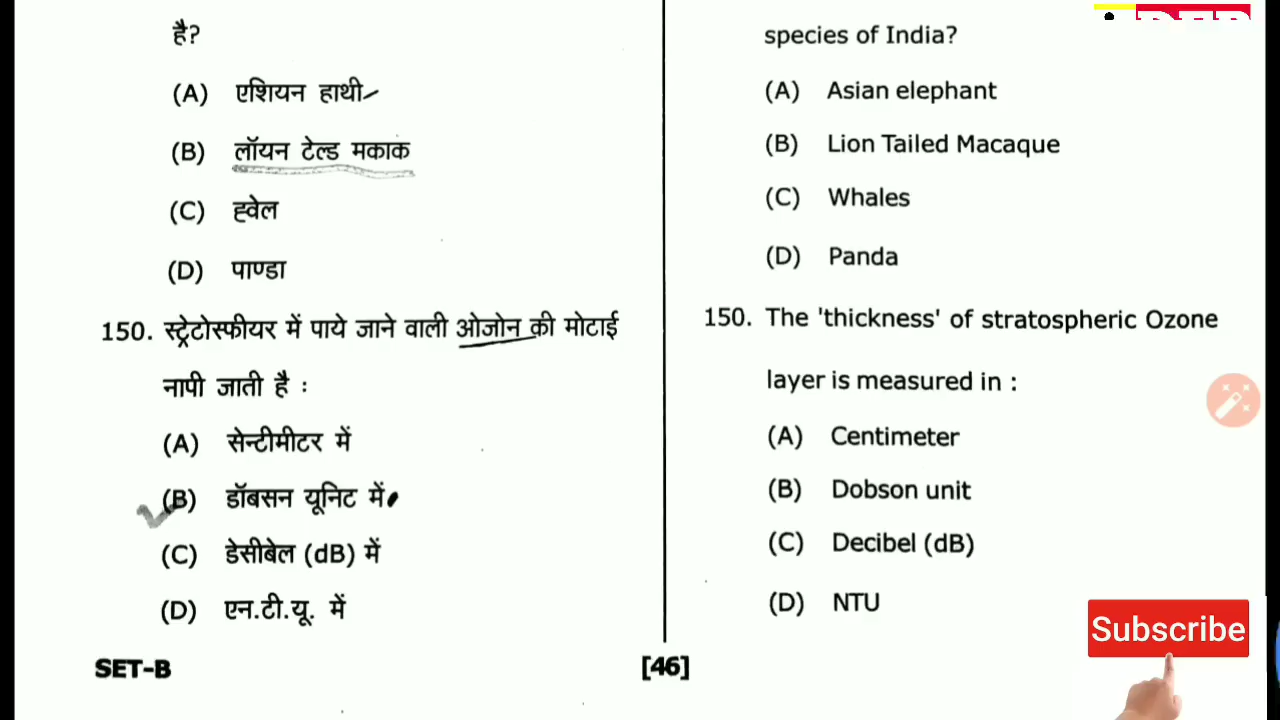 है?
(A) एशियन हाथी
(B) लॉयन टेल्ड मकाक
(C) ह्वेल
(D) पाण्डा
150. स्ट्रेटोस्फीयर में पाये जाने वाली ओजोन की मोटाई
नापी जाती है :
(A) सेन्टीमीटर में
(B) डॉबसन यूनिट में
(C) डेसीबेल (dB) में
(D) एन.टी.यू. में
species of India?
(A) Asian elephant
(B) Lion Tailed Macaque
(C) Whales
(D) Panda
150. The 'thickness' of stratospheric Ozone
layer is measured in :
(A) Centimeter
(B) Dobson unit
(C) Decibel (dB)
(D) NTU
Subscribe
SET-B
[46]